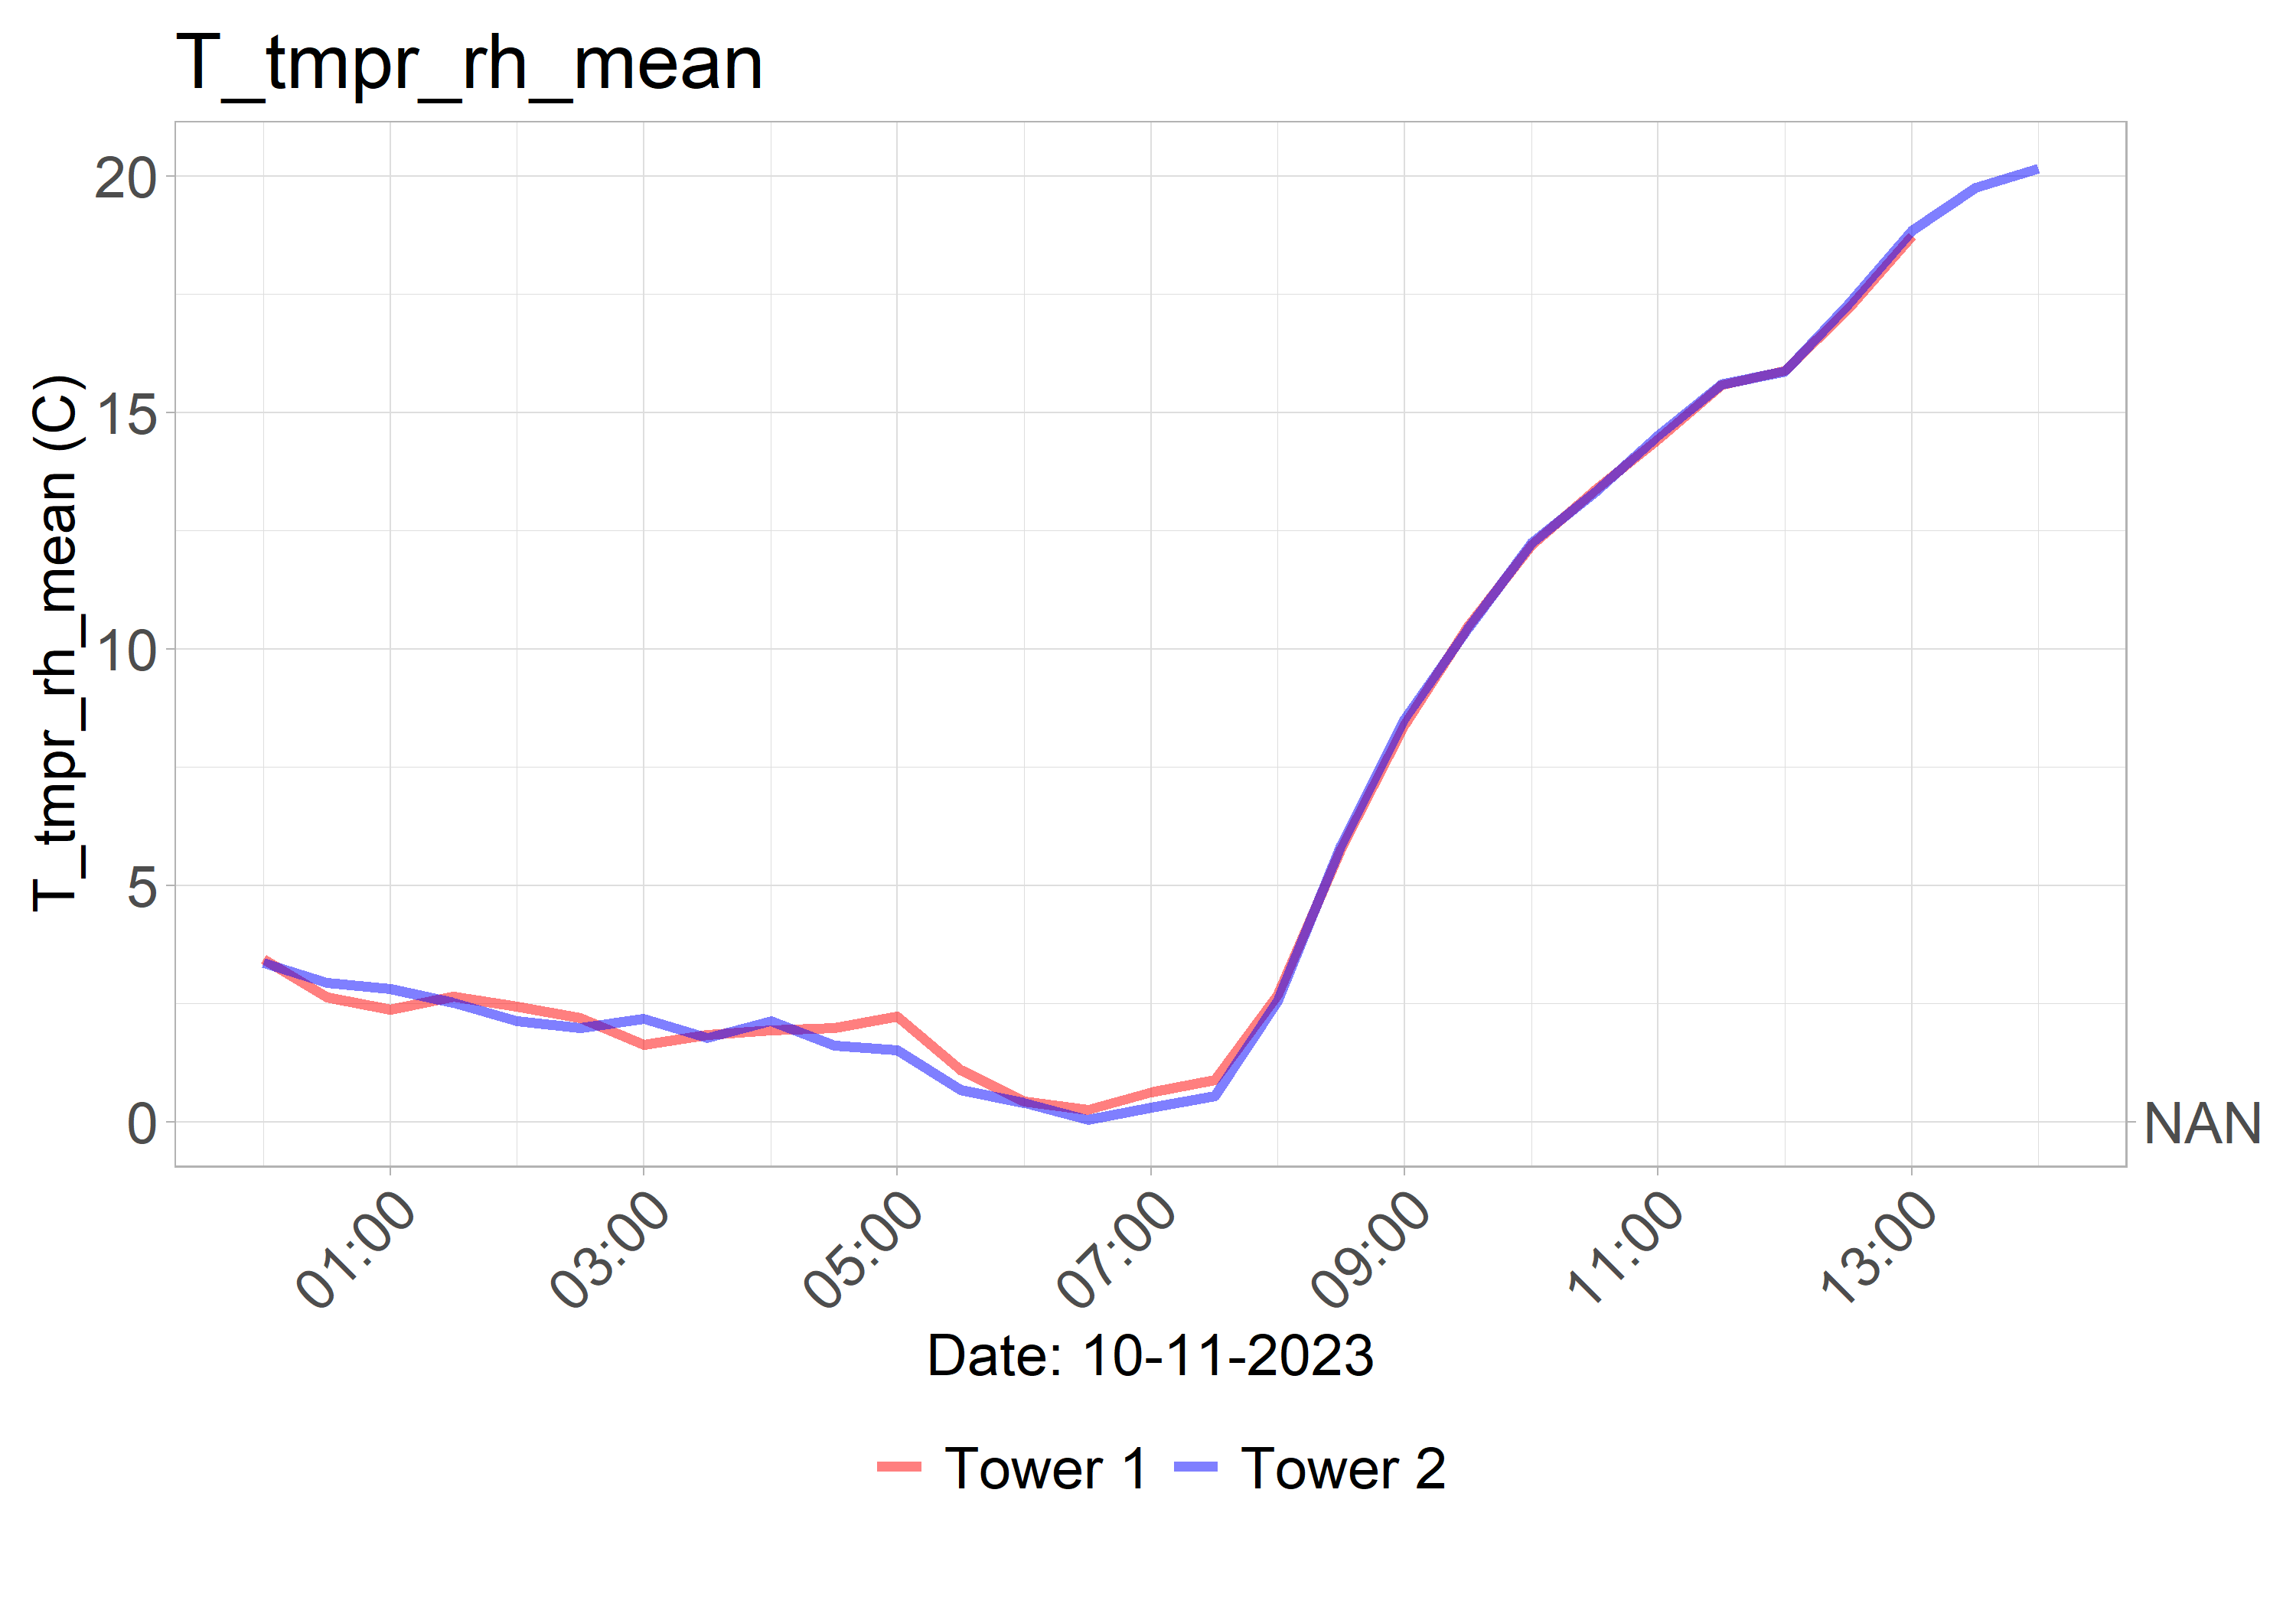 T_tmpr_rh_mean
T_tmpr_rh_mean (C)
20
15
10
5
0
NAN
01:00 03:00 05:00 07:00 09:00 11:00 13:00
Date: 10-11-2023
Tower 1 Tower 2